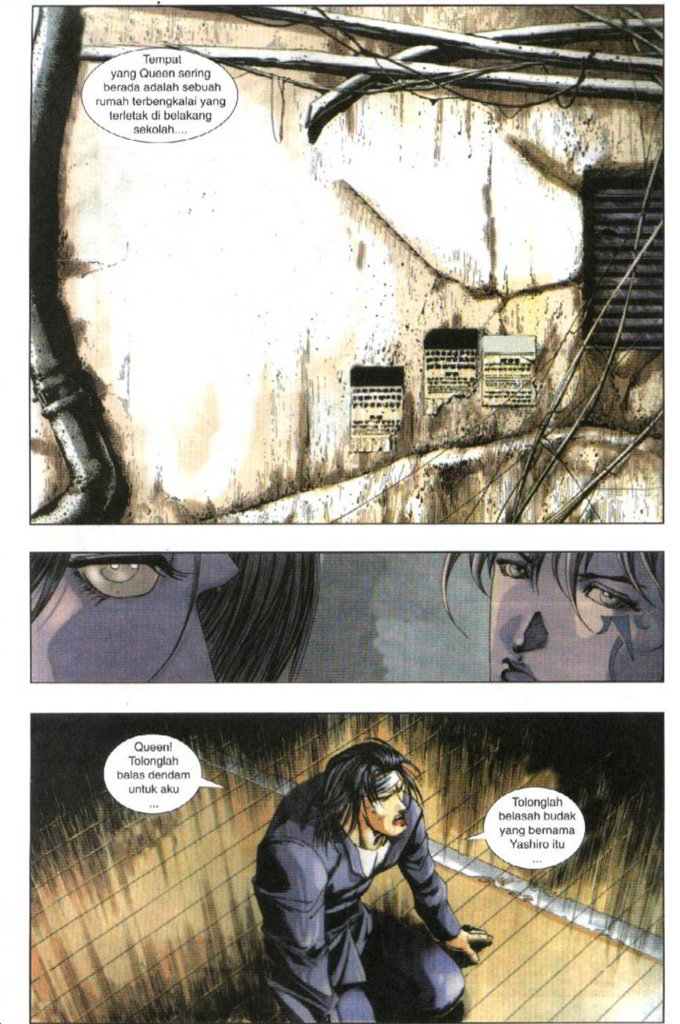 Tempat
yang Queen sering
berada adalah sebuah
rumah terbengkalai yang
terletak di belakang
sekolah....
Queen!
Tolonglah
balas dendam
untuk aku
...
Tolonglah
belasah budak
yang bernama
Yashiro itu
...